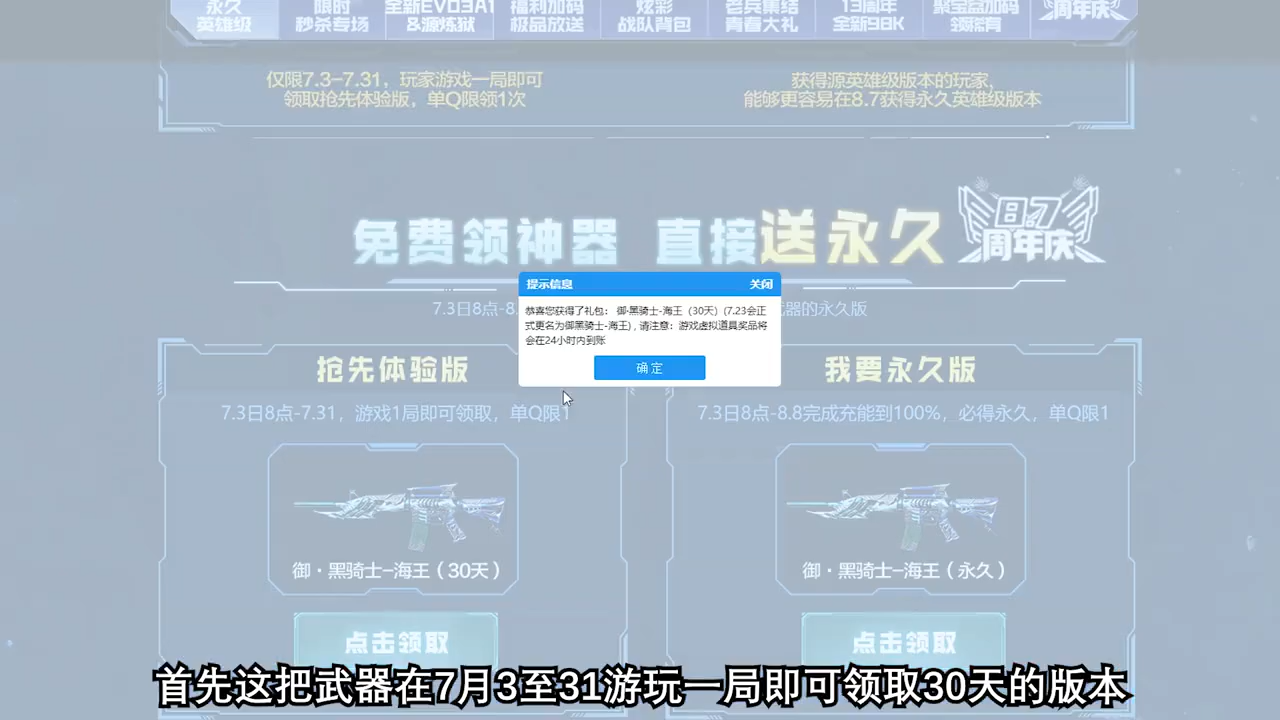 永久
英雄级
限时
秒杀专场
全新EVO3A1
&源炼狱
福利加码
极品放送
炫彩
战队背包
老兵集结
青春大礼
13周年
全新98K
聚宝盆加码
领稀有
周年庆
仅限7.3-7.31，玩家游戏一局即可
领取抢先体验版，单Q限领1次
获得源英雄级版本的玩家，
能够更容易在8.7获得永久英雄级版本
免费领神器 直接送永久
8.7
周年庆
7.3日8点-8.
武器的永久版
提示信息
关闭
恭喜您获得了礼包： 御·黑骑士-海王（30天）(7.23会正
式更名为御黑骑士-海王) , 请注意：游戏虚拟道具奖品将
会在24小时内到账
确定
抢先体验版
7.3日8点-7.31，游戏1局即可领取，单Q限1
御·黑骑士-海王（30天）
点击领取
我要永久版
7.3日8点-8.8完成充能到100%，必得永久，单Q限1
御·黑骑士-海王（永久）
点击领取
首先这把武器在7月3至31游玩一局即可领取30天的版本